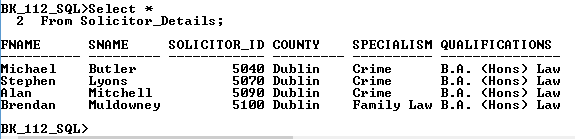 BK_112_SQL>Select *
  2  From Solicitor_Details;
FNAME     SNAME     SOLICITOR_ID COUNTY     SPECIALISM QUALIFICATIONS
--------- --------- ------------ ---------- ---------- ---------------
Michael   Butler            5040 Dublin     Crime      B.A. (Hons) Law
Stephen   Lyons             5070 Dublin     Crime      B.A. (Hons) Law
Alan      Mitchell          5090 Dublin     Crime      B.A. (Hons) Law
Brendan   Muldowney         5100 Dublin     Family Law B.A. (Hons) Law
BK_112_SQL>